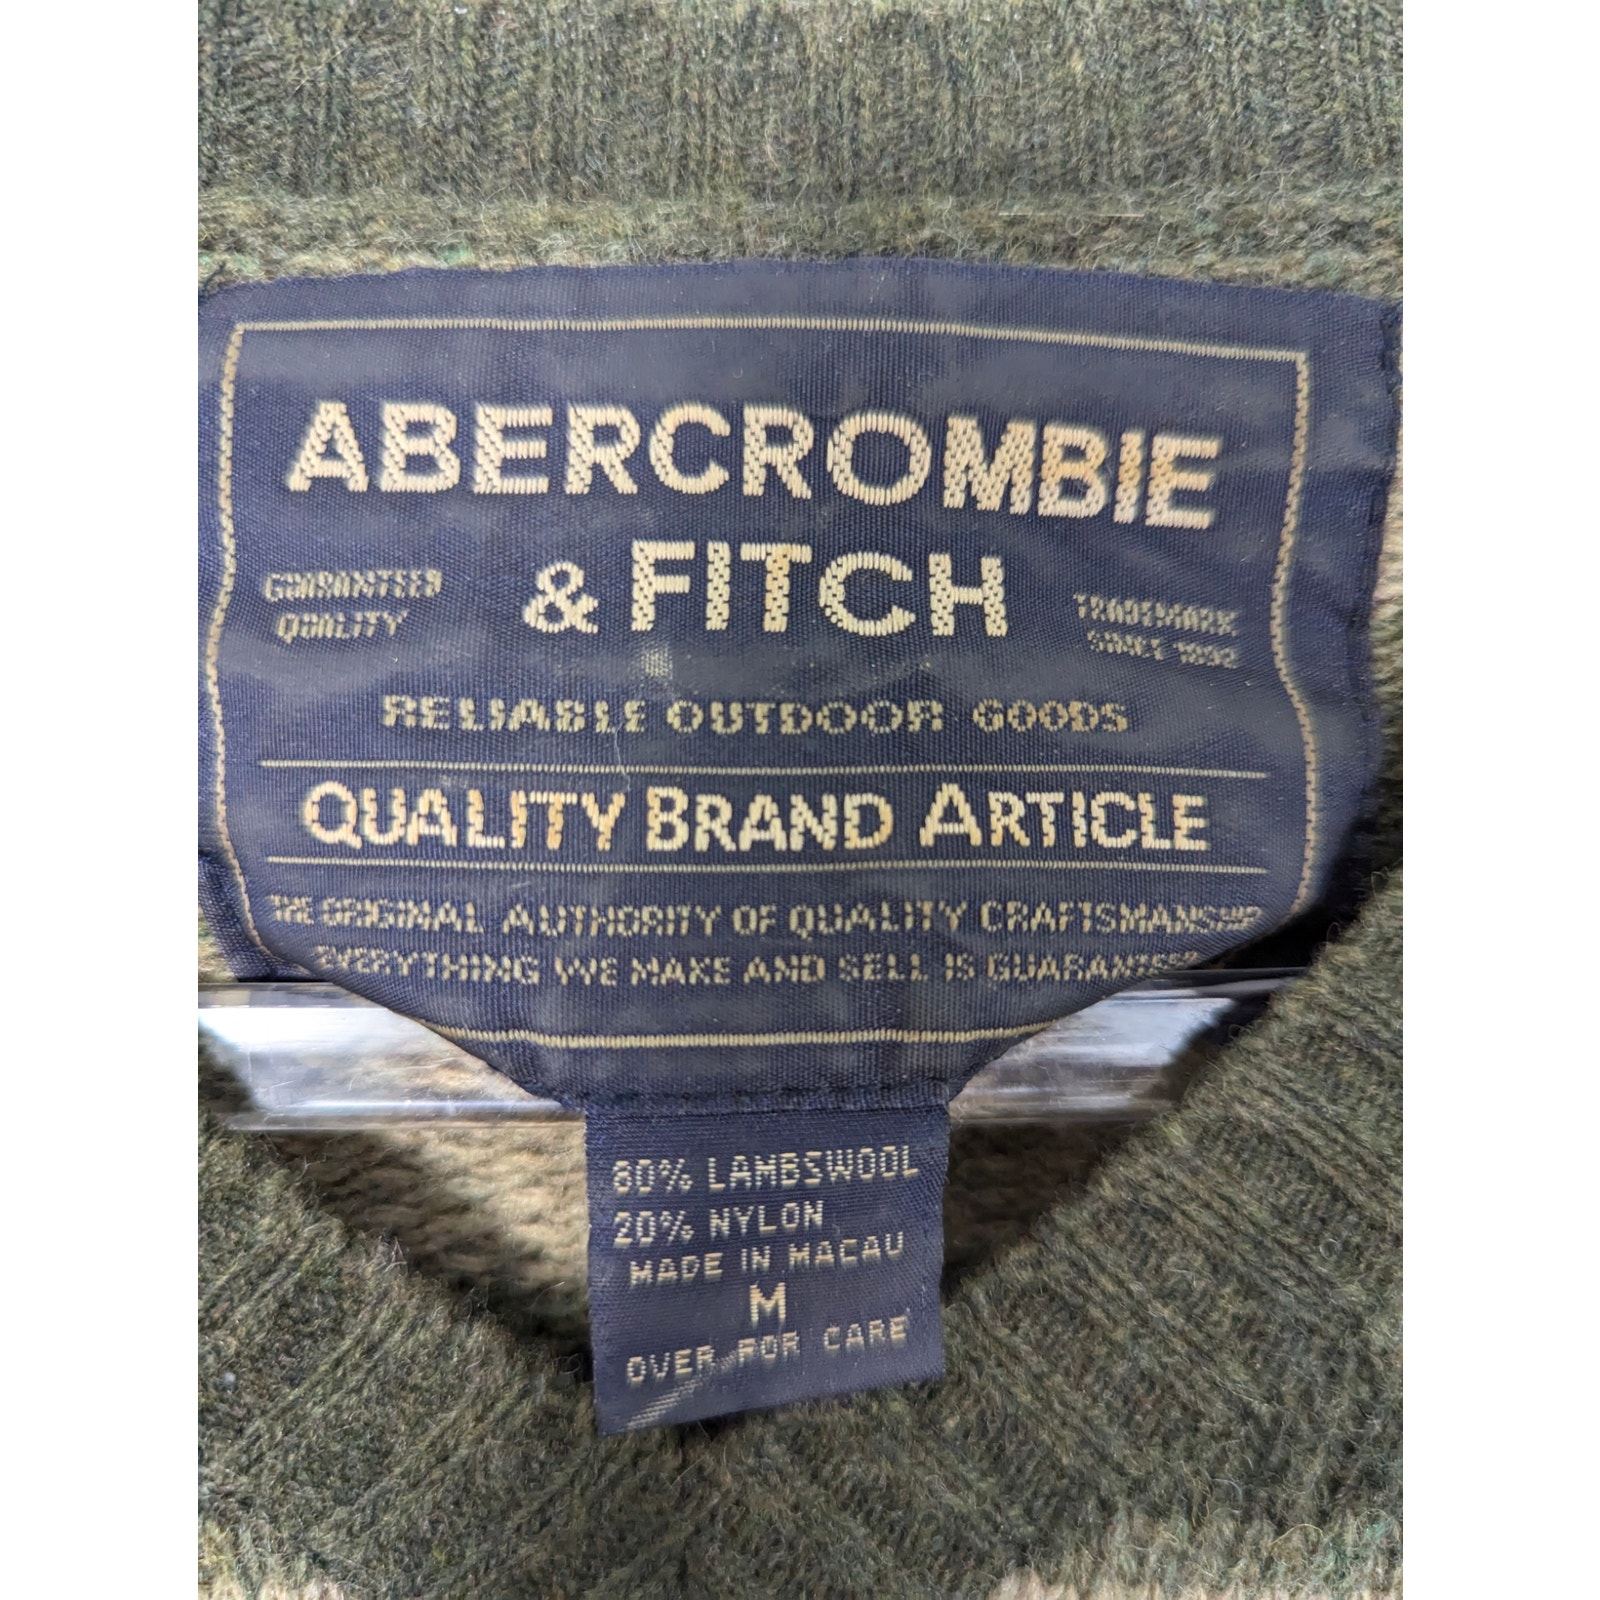 ABERCROMBIE
& FITCH
GUARANTEED
QUALITY
TRADEMARK
SINCE 1892
RELIABLE OUTDOOR GOODS
QUALITY BRAND ARTICLE
THE ORIGINAL AUTHORITY OF QUALITY CRAFTSMANSHIP
EVERYTHING WE MAKE AND SELL IS GUARANTEED
80% LAMBSWOOL
20% NYLON
MADE IN MACAU
M
OVER FOR CARE